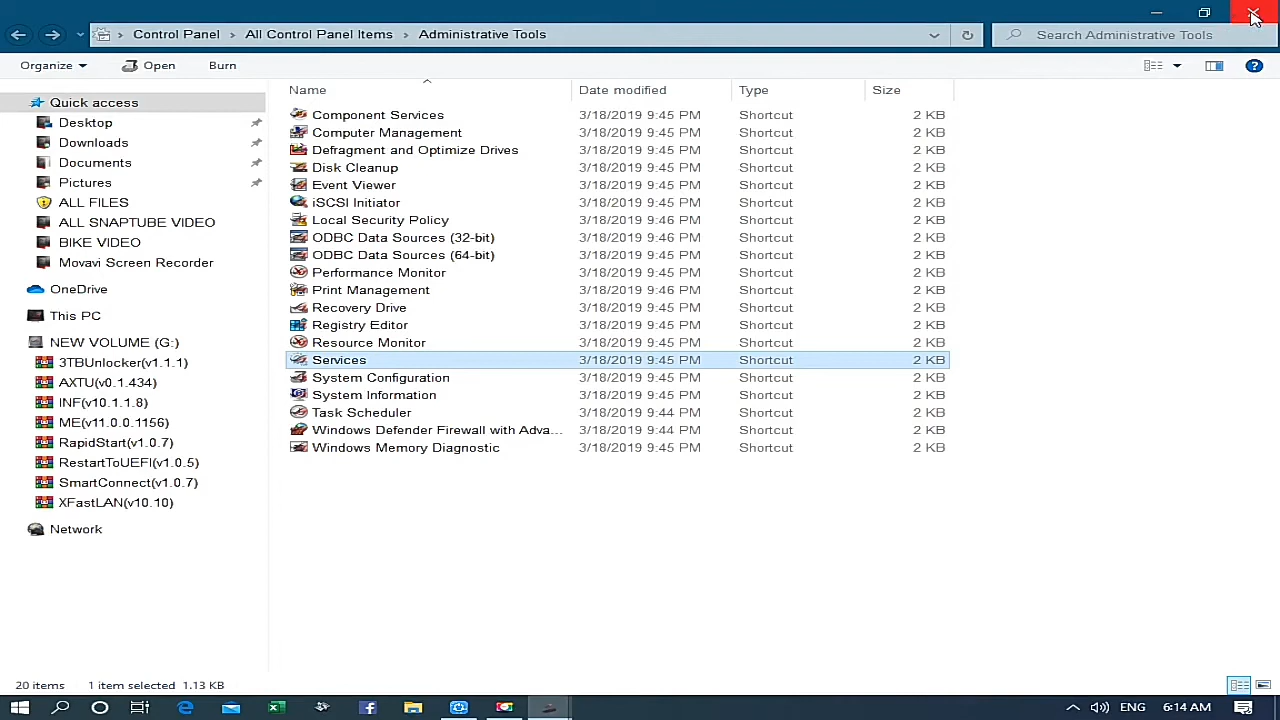 Control Panel > All Control Panel Items > Administrative Tools
Search Administrative Tools
Organize
Open
Burn
Name Date modified Type Size
Quick access
Desktop
Downloads
Documents
Pictures
ALL FILES
ALL SNAPTUBE VIDEO
BIKE VIDEO
Movavi Screen Recorder
OneDrive
This PC
NEW VOLUME (G:)
3TBUnlocker(v1.1.1)
AXTU(v0.1.434)
INF(v10.1.1.8)
ME(v11.0.0.1156)
RapidStart(v1.0.7)
RestartToUEFI(v1.0.5)
SmartConnect(v1.0.7)
XFastLAN(v10.10)
Network
Component Services 3/18/2019 9:45 PM Shortcut 2 KB
Computer Management 3/18/2019 9:45 PM Shortcut 2 KB
Defragment and Optimize Drives 3/18/2019 9:45 PM Shortcut 2 KB
Disk Cleanup 3/18/2019 9:45 PM Shortcut 2 KB
Event Viewer 3/18/2019 9:45 PM Shortcut 2 KB
iSCSI Initiator 3/18/2019 9:45 PM Shortcut 2 KB
Local Security Policy 3/18/2019 9:46 PM Shortcut 2 KB
ODBC Data Sources (32-bit) 3/18/2019 9:46 PM Shortcut 2 KB
ODBC Data Sources (64-bit) 3/18/2019 9:45 PM Shortcut 2 KB
Performance Monitor 3/18/2019 9:45 PM Shortcut 2 KB
Print Management 3/18/2019 9:46 PM Shortcut 2 KB
Recovery Drive 3/18/2019 9:45 PM Shortcut 2 KB
Registry Editor 3/18/2019 9:45 PM Shortcut 2 KB
Resource Monitor 3/18/2019 9:45 PM Shortcut 2 KB
Services 3/18/2019 9:45 PM Shortcut 2 KB
System Configuration 3/18/2019 9:45 PM Shortcut 2 KB
System Information 3/18/2019 9:45 PM Shortcut 2 KB
Task Scheduler 3/18/2019 9:44 PM Shortcut 2 KB
Windows Defender Firewall with Adva... 3/18/2019 9:44 PM Shortcut 2 KB
Windows Memory Diagnostic 3/18/2019 9:45 PM Shortcut 2 KB
20 items 1 item selected 1.13 KB
ENG 6:14 AM